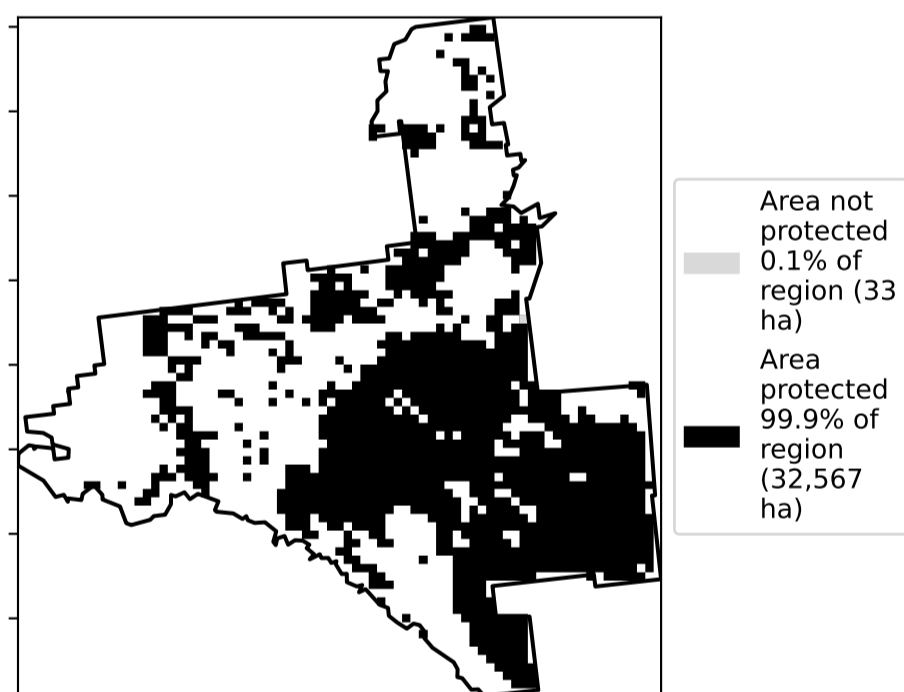 Area not
protected
0.1% of
region (33
ha)
Area
protected
99.9% of
region
(32,567
ha)